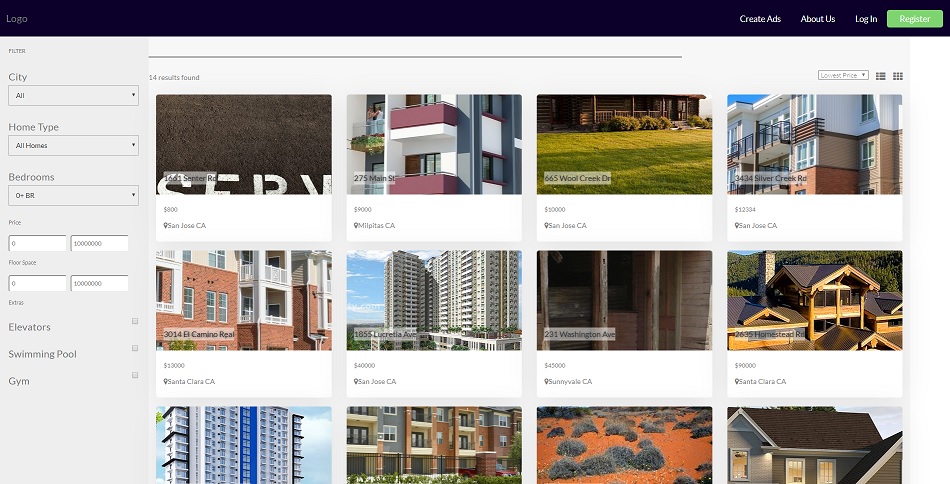 Logo
Create Ads
About Us
Log In
Register
FILTER
City
All
Home Type
All Homes
Bedrooms
0+ BR
Price
0
10000000
Floor Space
0
10000000
Extras
Elevators
Swimming Pool
Gym
14 results found
Lowest Price
1661 Senter Rd
$800
San Jose CA
275 Main St
$9000
Milpitas CA
665 Wool Creek Dr
$10000
San Jose CA
3434 Silver Creek Rd
$12334
San Jose CA
3014 El Camino Real
$13000
Santa Clara CA
1855 Lucretia Ave
$40000
San Jose CA
231 Washington Ave
$45000
Sunnyvale CA
2635 Homestead Rd
$90000
Santa Clara CA